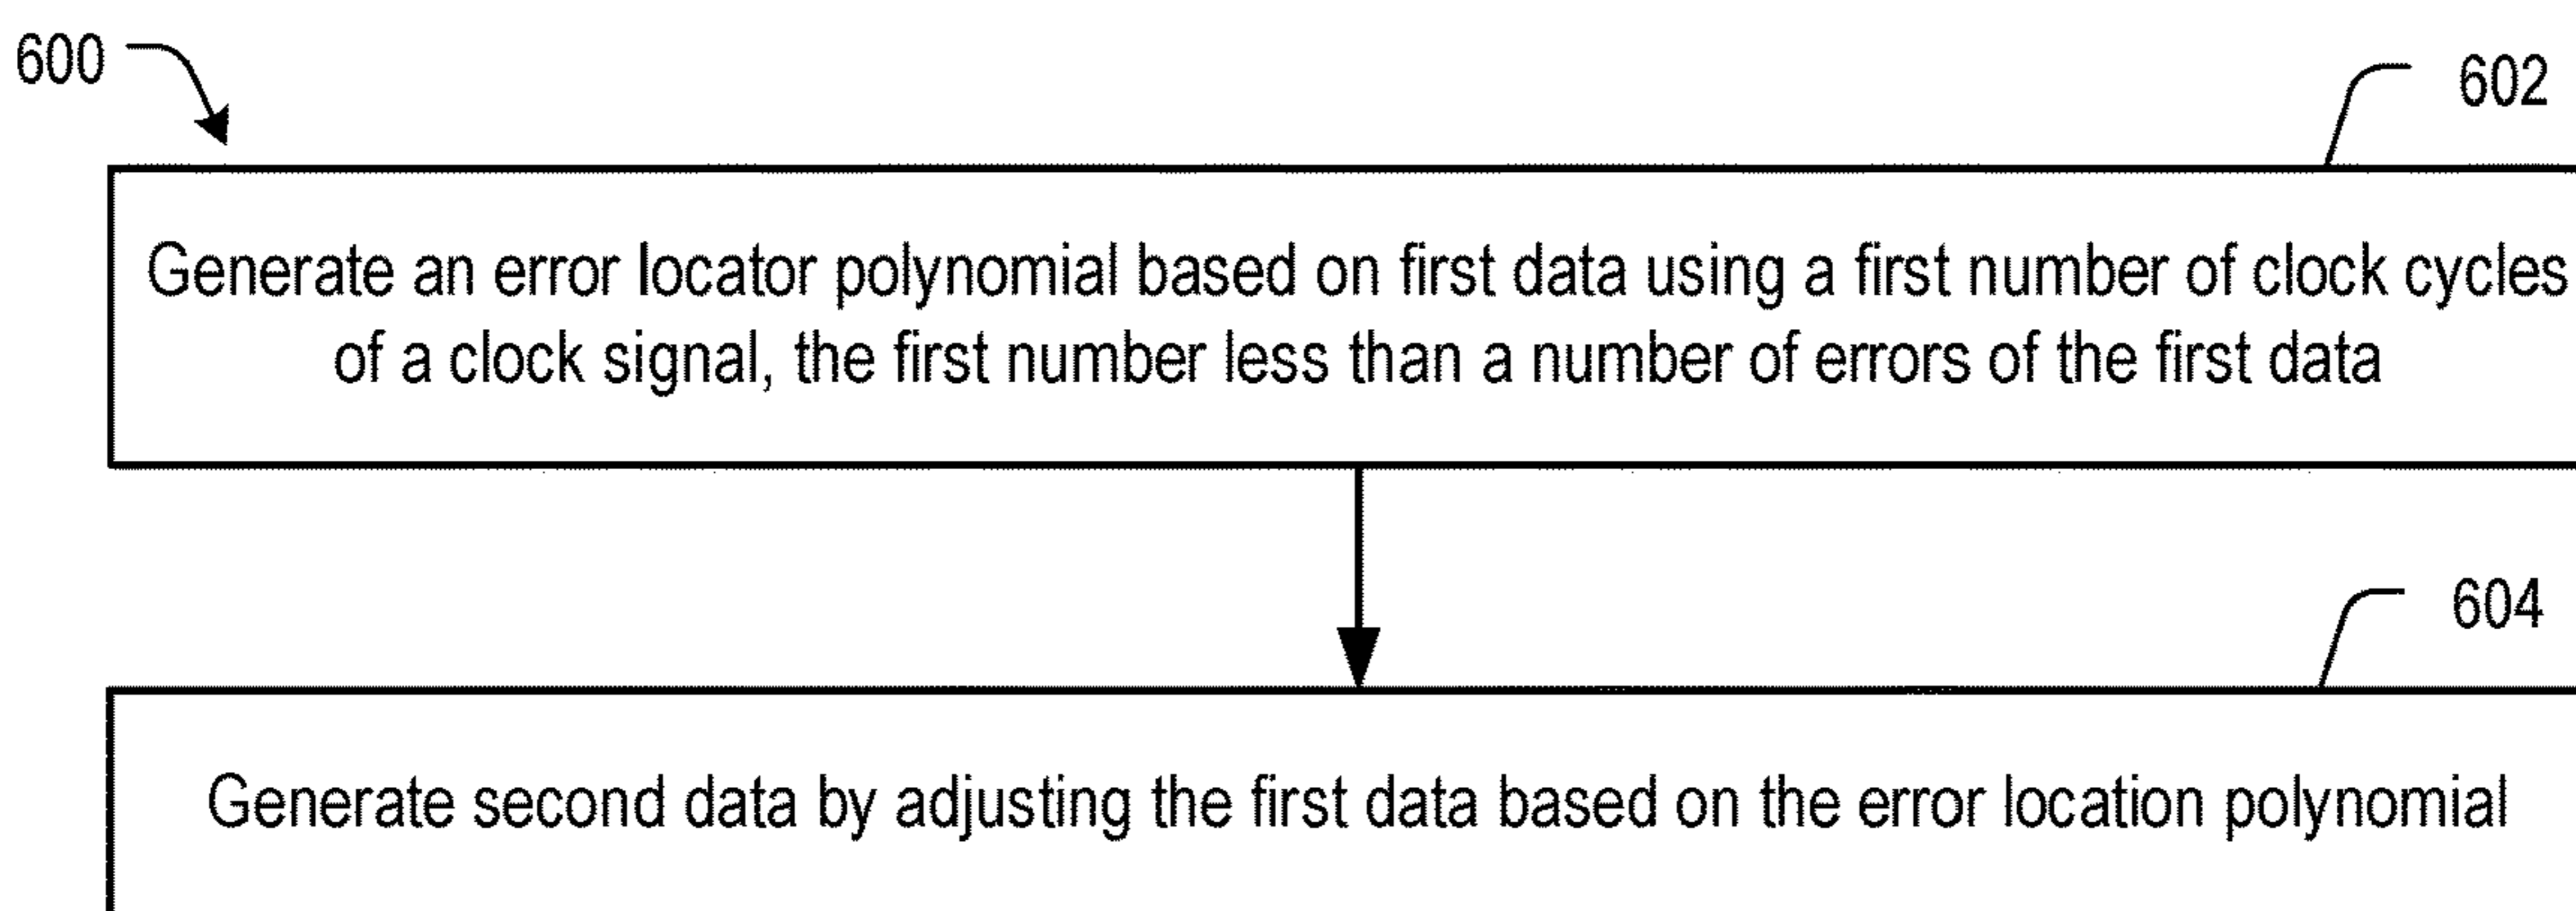 600
602
Generate an error locator polynomial based on first data using a first number of clock cycles
of a clock signal, the first number less than a number of errors of the first data
604
Generate second data by adjusting the first data based on the error location polynomial